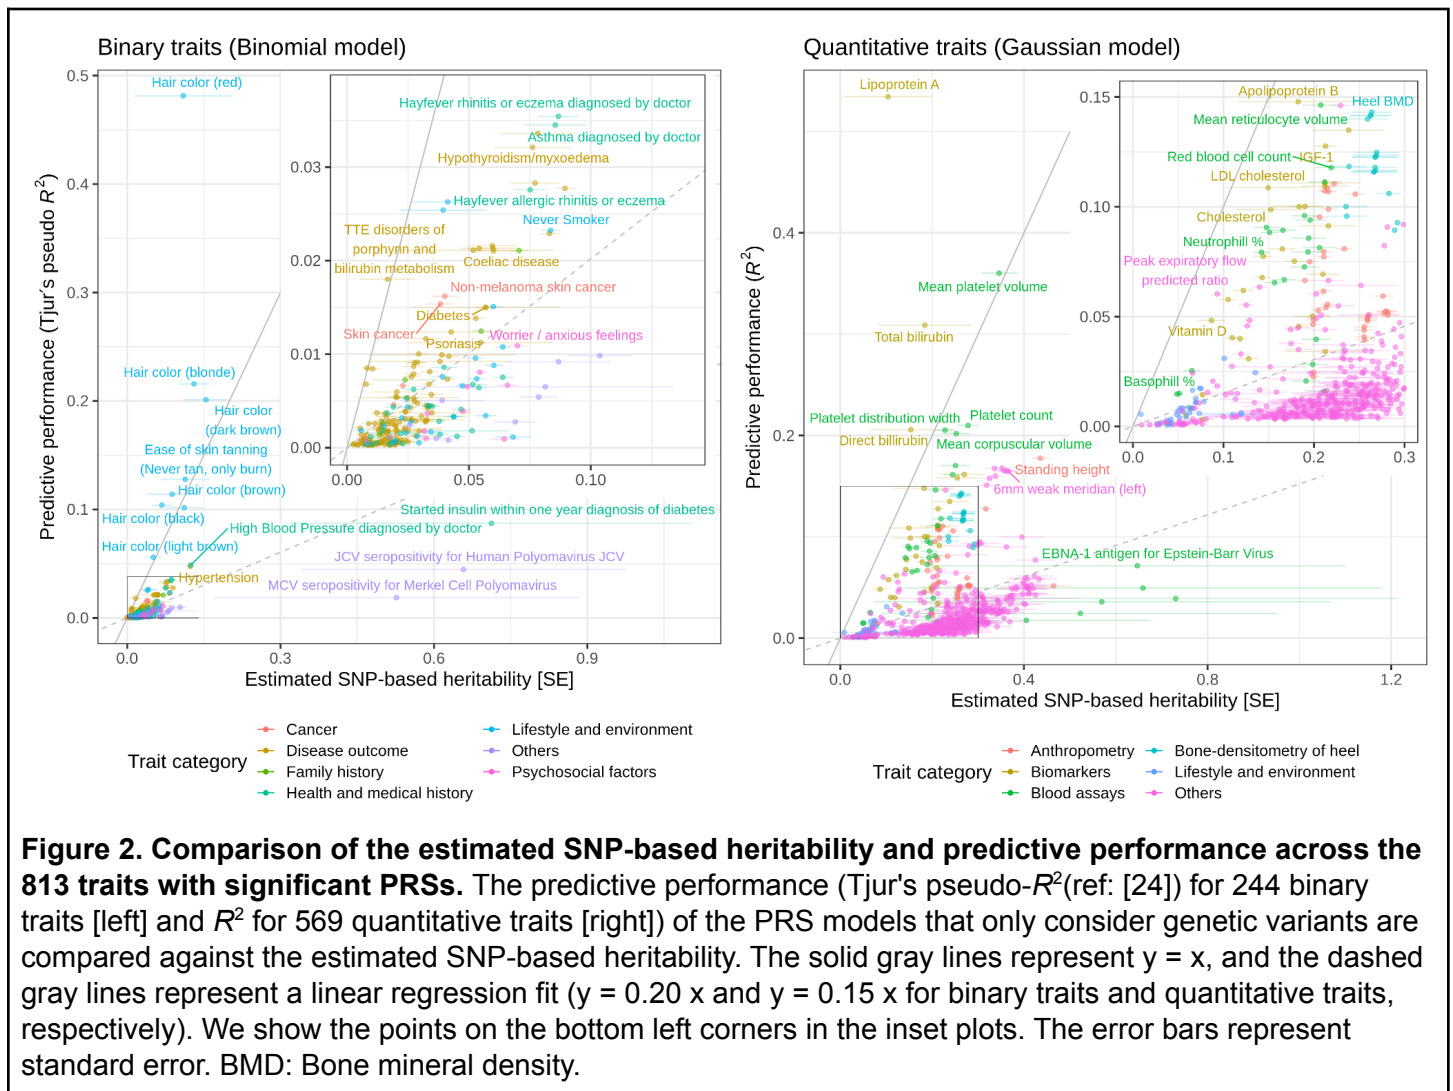 Binary traits (Binomial model)
Predictive performance (Tjur´s pseudo R²)
0.5
0.4
0.3
0.2
0.1
0.0
Hair color (red)
Hair color (blonde)
Hair color
(dark brown)
Ease of skin tanning
(Never tan, only burn)
Hair color (brown)
Hair color (black)
Hair color (light brown)
High Blood Pressure diagnosed by doctor
Hypertension
Started insulin within one year diagnosis of diabetes
JCV seropositivity for Human Polyomavirus JCV
MCV seropositivity for Merkel Cell Polyomavirus
0.03
0.02
0.01
0.00
Hayfever rhinitis or eczema diagnosed by doctor
Asthma diagnosed by doctor
Hypothyroidism/myxoedema
Hayfever allergic rhinitis or eczema
Never Smoker
TTE disorders of
porphyrin and
bilirubin metabolism
Coeliac disease
Non-melanoma skin cancer
Diabetes
Skin cancer
Psoriasis
Worrier / anxious feelings
0.00
0.05
0.10
0.0
0.3
0.6
0.9
Estimated SNP-based heritability [SE]
Trait category
Cancer
Disease outcome
Family history
Health and medical history
Lifestyle and environment
Others
Psychosocial factors
Quantitative traits (Gaussian model)
Predictive performance (R²)
0.4
0.2
0.0
Lipoprotein A
Mean platelet volume
Total bilirubin
Platelet distribution width
Platelet count
Direct billirubin
Mean corpuscular volume
Standing height
6mm weak meridian (left)
EBNA-1 antigen for Epstein-Barr Virus
0.15
0.10
0.05
0.00
Apolipoprotein B
Heel BMD
Mean reticulocyte volume
Red blood cell count
IGF-1
LDL cholesterol
Cholesterol
Neutrophill %
Peak expiratory flow
predicted ratio
Vitamin D
Basophill %
0.0
0.1
0.2
0.3
0.0
0.4
0.8
1.2
Estimated SNP-based heritability [SE]
Trait category
Anthropometry
Biomarkers
Blood assays
Bone-densitometry of heel
Lifestyle and environment
Others
Figure 2. Comparison of the estimated SNP-based heritability and predictive performance across the
813 traits with significant PRSs. The predictive performance (Tjur's pseudo-R²(ref: [24]) for 244 binary
traits [left] and R² for 569 quantitative traits [right]) of the PRS models that only consider genetic variants are
compared against the estimated SNP-based heritability. The solid gray lines represent y = x, and the dashed
gray lines represent a linear regression fit (y = 0.20 x and y = 0.15 x for binary traits and quantitative traits,
respectively). We show the points on the bottom left corners in the inset plots. The error bars represent
standard error. BMD: Bone mineral density.